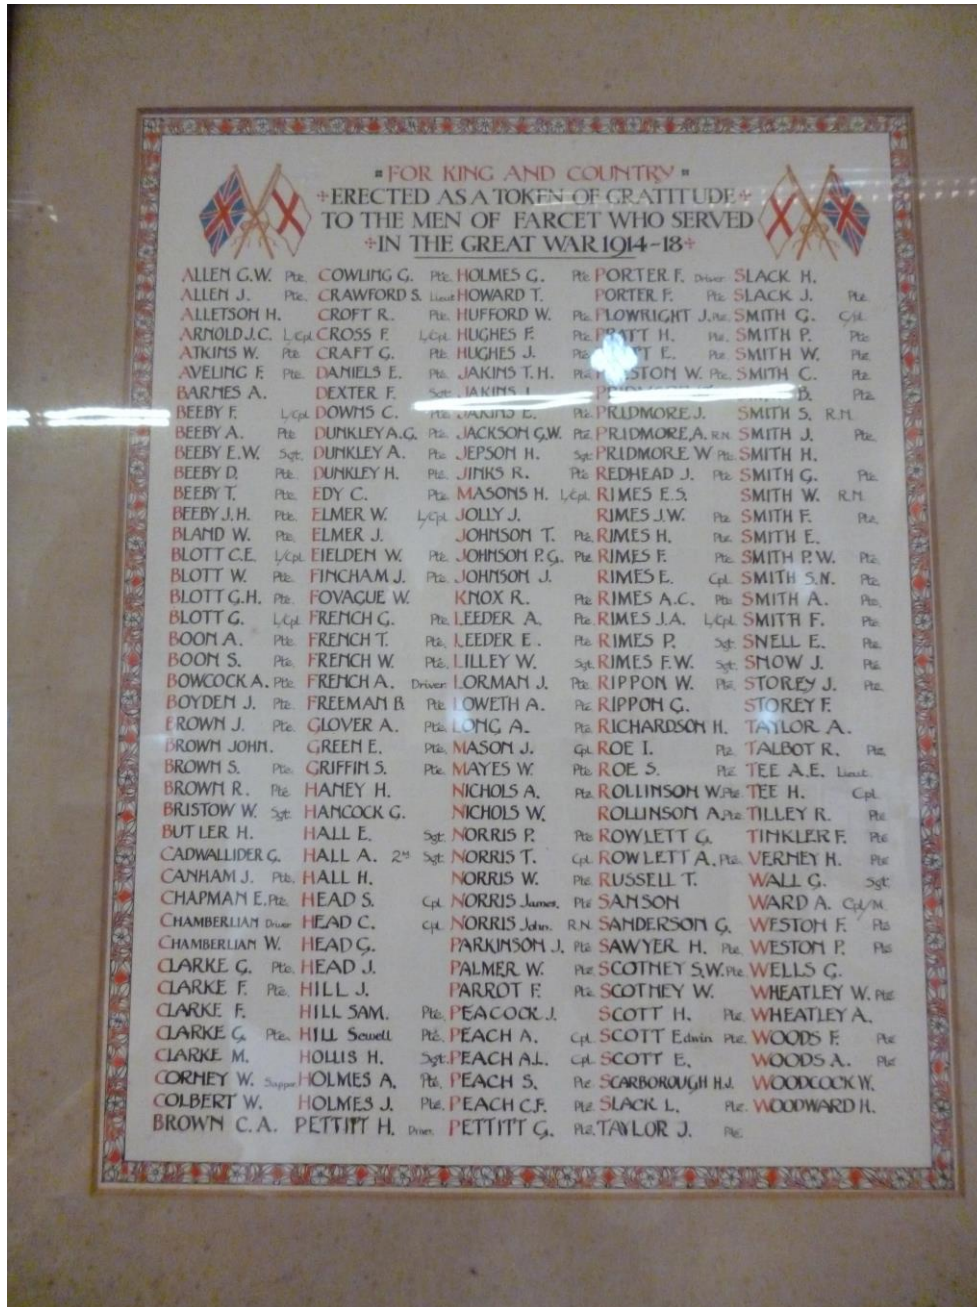 FOR KING AND COUNTRY
ERECTED AS A TOKEN OF GRATITUDE
TO THE MEN OF FARCET WHO SERVED
IN THE GREAT WAR 1914-18
ALLEN G.W. Pte.
ALLEN J. Pte.
ALLETSON H.
ARNOLD J.C. L/Cpl
ATKINS W. Pte.
AVELING F. Pte.
BARNES A.
BEEBY F. L/Cpl
BEEBY A. Pte.
BEEBY E.W. Sgt.
BEEBY D. Pte.
BEEBY T. Pte.
BEEBY J.H. Pte.
BLAND W. Pte.
BLOTT C.E. L/Cpl
BLOTT W. Pte.
BLOTT G.H. Pte.
BLOTT G. L/Cpl
BOON A. Pte.
BOON S. Pte.
BOWCOCK A. Pte.
BOYDEN J. Pte.
BROWN J. Pte.
BROWN JOHN.
BROWN S. Pte.
BROWN R. Pte.
BRISTOW W. Sgt.
BUTLER H.
CADWALLIDER G.
CANHAM J. Pte.
CHAPMAN E. Pte.
CHAMBERLIAN Driver
CHAMBERLIAN W.
CLARKE G. Pte.
CLARKE F. Pte.
CLARKE F.
CLARKE G. Pte.
CLARKE M.
CORNEY W. Sapper
COLBERT W.
BROWN C.A.
COWLING G. Pte.
CRAWFORD S. Lieut
CROFT R. Pte.
CROSS F. L/Cpl
CRAFT G. Pte.
DANIELS E. Pte.
DEXTER F. Sgt.
DOWNS C. Pte.
DUNKLEY A.G. Pte.
DUNKLEY A. Pte.
DUNKLEY H. Pte.
EDY C. Pte.
ELMER W. L/Cpl
ELMER J.
EIELDEN W. Pte.
FINCHAM J. Pte.
FOVAGUE W.
FRENCH G. Pte.
FRENCH T. Pte.
FRENCH W. Pte.
FRENCH A. Driver
FREEMAN B. Pte.
GLOVER A. Pte.
GREEN E. Pte.
GRIFFIN S. Pte.
HANEY H.
HANCOCK G.
HALL E. Sgt.
HALL A. 2nd Sgt.
HALL H.
HEAD S. Cpl.
HEAD C. Cpl.
HEAD G.
HEAD J.
HILL J.
HILL SAM. Pte.
HILL Sewell Pte.
HOLLIS H. Sgt.
HOLMES A. Pte.
HOLMES J. Pte.
PETTITT H. Driver
HOLMES G. Pte
HOWARD T.
HUFFORD W. Pte
HUGHES F. Pte
HUGHES J. Pte
JAKINS T.H. Pte
JAKINS
JAKINS E. Pte.
JACKSON G.W. Pte.
JEPSON H. Sgt.
JINKS R. Pte
MASONS H. L/Cpl.
JOLLY J.
JOHNSON T. Pte.
JOHNSON P.G. Pte.
JOHNSON J.
KNOX R. Pte.
LEEDER A. Pte.
LEEDER E. Pte
LILLEY W. Sgt.
LORMAN J. Pte.
LOWETH A. Pte
LONG A. Pte
MASON J. Cpl.
MAYES W. Pte.
NICHOLS A. Pte.
NICHOLS W.
NORRIS P. Pte.
NORRIS T. Cpl.
NORRIS W. Pte.
NORRIS James. Pte
NORRIS John. R.N.
PARKINSON J. Pte
PALMER W. Pte.
PARROT F. Pte.
PEACOCK J.
PEACH A. Cpl.
PEACH A.L. Cpl.
PEACH S. Pte
PEACH C.F. Pte.
PETTITT G. Pte.
PORTER F. Driver
PORTER F. Pte.
PLOWRIGHT J. Pte.
H. Pte.
E. Pte.
W. Pte.
PRIDMORE J.
PRIDMORE A. R.N.
PRIDMORE W Pte.
REDHEAD J. Pte
RIMES E.S.
RIMES J.W. Pte
RIMES H. Pte.
RIMES F. Pte.
RIMES E. Cpl.
RIMES A.C. Pte.
RIMES J.A. L/Cpl
RIMES P. Sgt.
RIMES F.W. Sgt.
RIPPON W. Pte.
RIPPON G.
RICHARDSON H.
ROE I. Pte.
ROE S. Pte.
ROLLINSON W. Pte
ROLLINSON A. Pte
ROWLETT G.
ROWLETT A. Pte.
RUSSELL T.
SANSON
SANDERSON G.
SAWYER H. Pte.
SCOTNEY S.W. Pte.
SCOTNEY W.
SCOTT H. Pte
SCOTT Edwin Pte.
SCOTT E.
SCARBOROUGH H.J.
SLACK L. Pte.
TAYLOR J. Pte.
SLACK H.
SLACK J. Pte.
SMITH G.
SMITH P. Pte.
SMITH W. Pte
SMITH C. Pte.
B. Pte.
SMITH S. R.N.
SMITH J. Pte.
SMITH H.
SMITH G. Pte.
SMITH W. R.N.
SMITH F. Pte.
SMITH E.
SMITH P.W. Pte.
SMITH S.N. Pte.
SMITH A. Pte.
SMITH F. Pte.
SNELL E. Pte.
SNOW J. Pte.
STOREY J. Pte.
STOREY F.
TAYLOR A.
TALBOT R. Pte
TEE A.E. Lieut.
TEE H. Cpl.
TILLEY R. Pte.
TINKLER F. Pte
VERNEY H. Pte
WALL G. Sgt.
WARD A. Cpl/M.
WESTON F. Pte
WESTON P. Pte
WELLS G.
WHEATLEY W. Pte
WHEATLEY A.
WOODS F. Pte
WOODS A. Pte
WOODCOCK W.
WOODWARD H.